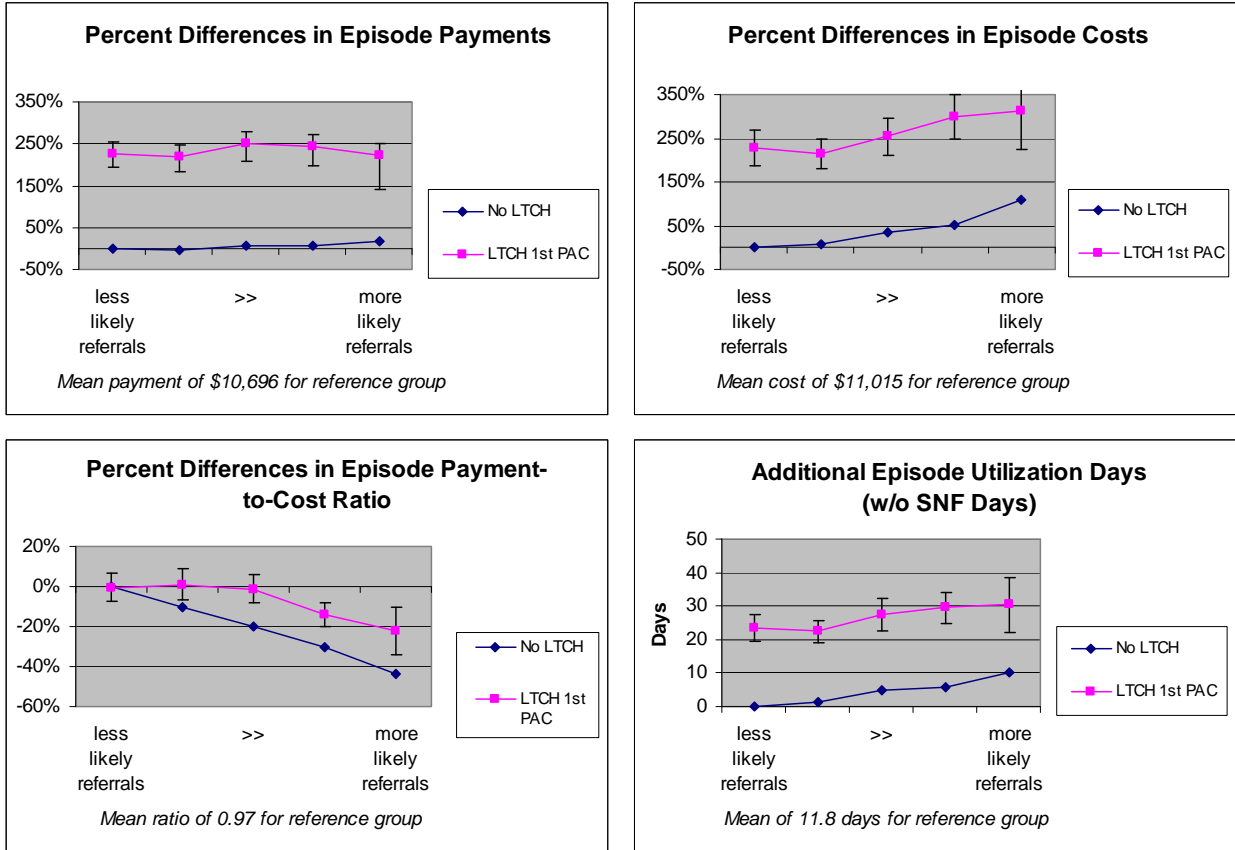 Percent Differences in Episode Payments
350%
250%
150%
50%
-50%
less
likely
referrals
>>
more
likely
referrals
No LTCH
LTCH 1st PAC
Mean payment of $10,696 for reference group
Percent Differences in Episode Costs
350%
250%
150%
50%
-50%
less
likely
referrals
>>
more
likely
referrals
No LTCH
LTCH 1st PAC
Mean cost of $11,015 for reference group
Percent Differences in Episode Payment-
to-Cost Ratio
20%
0%
-20%
-40%
-60%
less
likely
referrals
>>
more
likely
referrals
No LTCH
LTCH 1st
PAC
Mean ratio of 0.97 for reference group
Additional Episode Utilization Days
(w/o SNF Days)
Days
50
40
30
20
10
0
less
likely
referrals
>>
more
likely
referrals
No LTCH
LTCH 1st PAC
Mean of 11.8 days for reference group